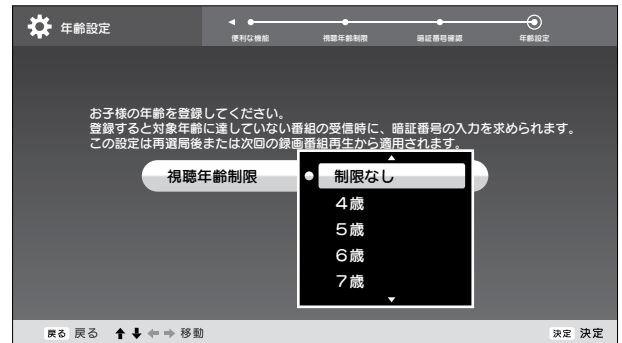 年齢設定
便利な機能
視聴年齢制限
暗証番号確認
年齢設定
お子様の年齢を登録してください。
登録すると対象年齢に達していない番組の受信時に、暗証番号の入力を求められます。
この設定は再選局後または次回の録画番組再生から適用されます。
視聴年齢制限
制限なし
4歳
5歳
6歳
7歳
戻る 戻る 移動 決定 決定